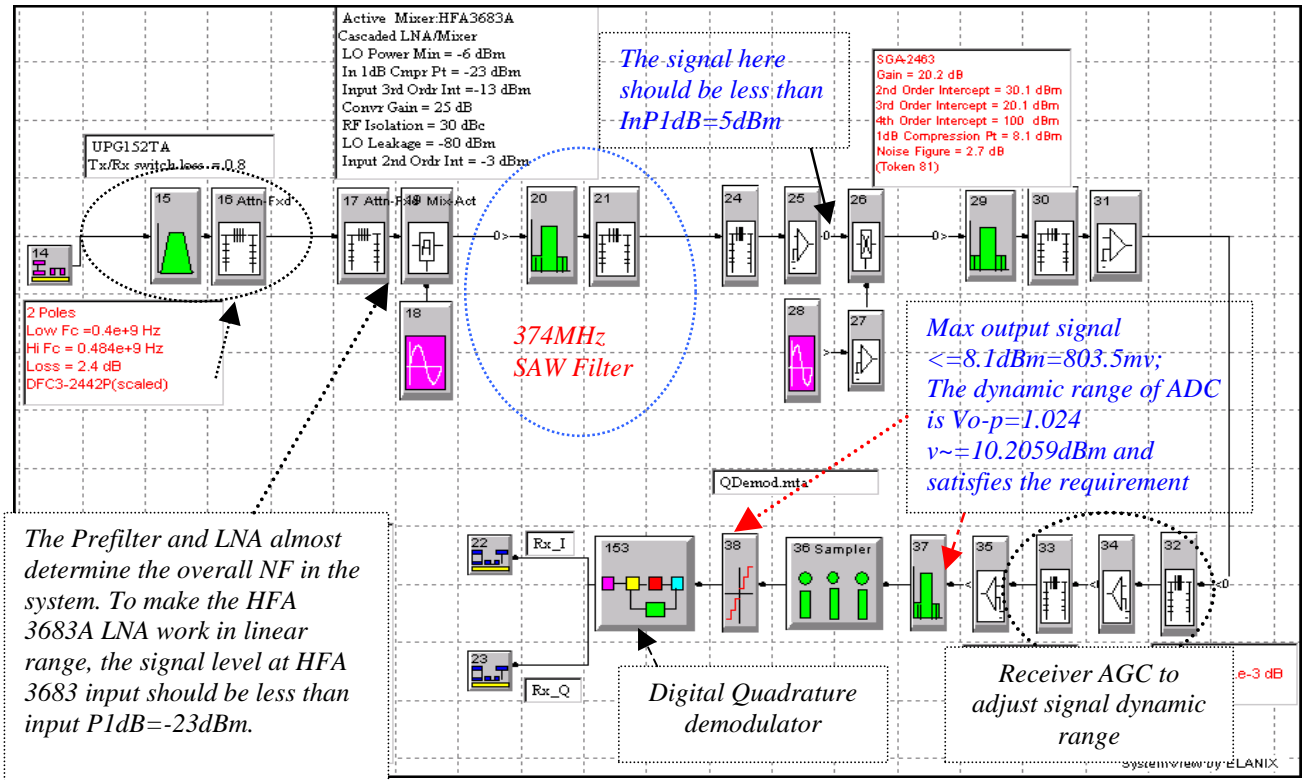 Active Mixer:HFA3683A
Cascaded LNA/Mixer
LO Power Min = -6 dBm
In 1dB Cmpr Pt = -23 dBm
Input 3rd Ordr Int =-13 dBm
Convr Gain = 25 dB
RF Isolation = 30 dBc
LO Leakage = -80 dBm
Input 2nd Ordr Int = -3 dBm
The signal here
should be less than
InP1dB=5dBm
SGA-2463
Gain = 20.2 dB
2nd Order Intercept = 30.1 dBm
3rd Order Intercept = 20.1 dBm
4th Order Intercept = 100 dBm
1dB Compression Pt = 8.1 dBm
Noise Figure = 2.7 dB
(Token 81)
UPG152TA
Tx/Rx switch loss = 0.8
14
15
16 Attn-Fxd
17 Attn-Fxd
19 Mix-Act
18
20
21
24
25
26
28
27
29
30
31
2 Poles
Low Fc =0.4e+9 Hz
Hi Fc = 0.484e+9 Hz
Loss = 2.4 dB
DFC3-2442P(scaled)
374MHz
SAW Filter
Max output signal
<=8.1dBm=803.5mv;
The dynamic range of ADC
is Vo-p=1.024
v~=10.2059dBm and
satisfies the requirement
QDemod.mta
The Prefilter and LNA almost
determine the overall NF in the
system. To make the HFA
3683A LNA work in linear
range, the signal level at HFA
3683 input should be less than
input P1dB=-23dBm.
22
Rx_I
23
Rx_Q
153
38
36 Sampler
37
35
33
34
32
Digital Quadrature
demodulator
Receiver AGC to
adjust signal dynamic
range
.e-3 dB
SystemView by ELANIX